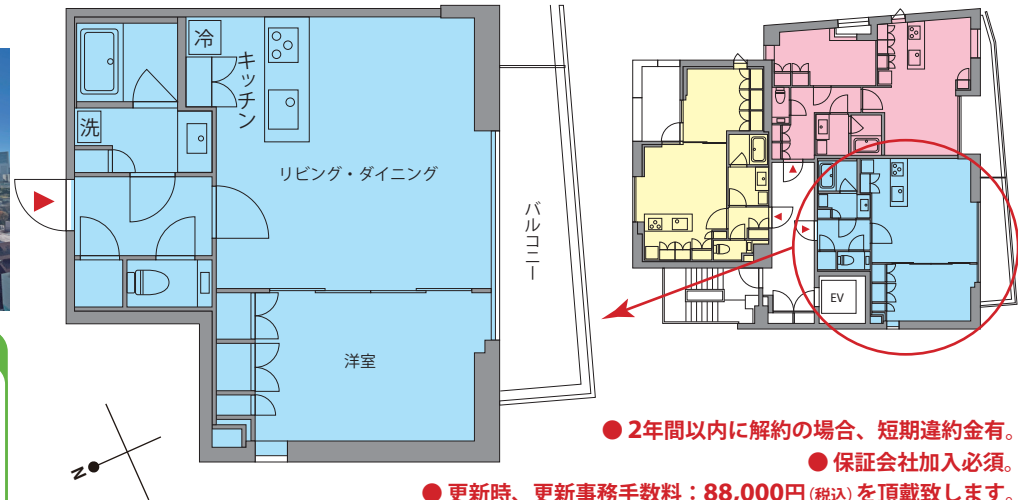 冷
キッチン
洗
リビング・ダイニング
バルコニー
洋室
EV
N
● 2年間以内に解約の場合、短期違約金有。
● 保証会社加入必須。
● 更新時、更新事務手数料:88,000円(税込)を頂戴致します。